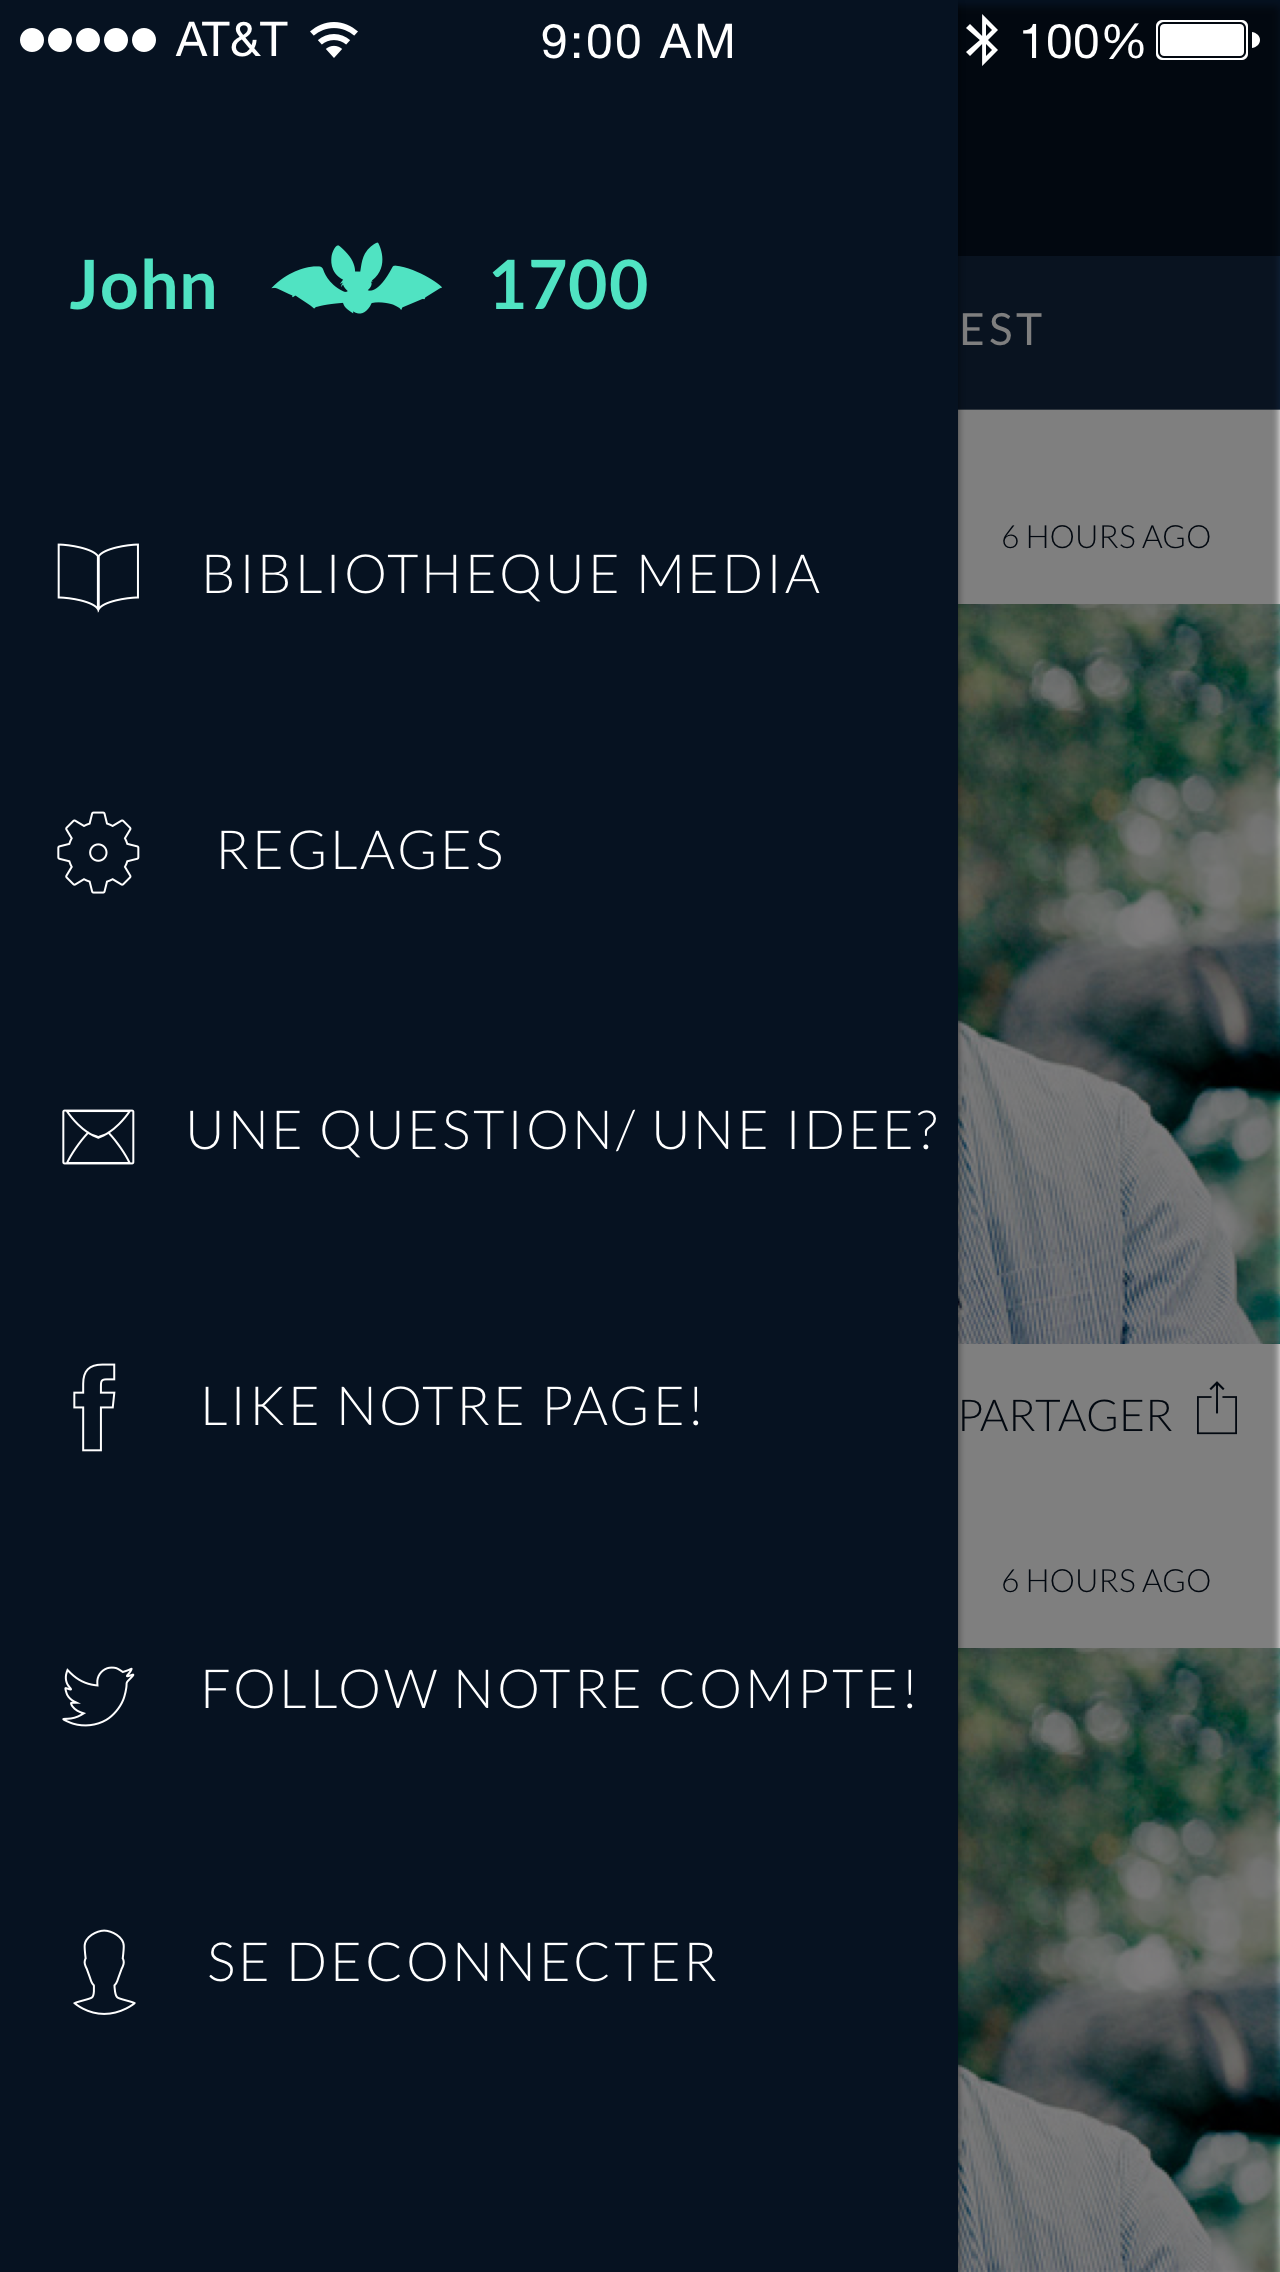 AT&T 9:00 AM 100%
John 1700
EST
6 HOURS AGO
BIBLIOTHEQUE MEDIA
REGLAGES
UNE QUESTION/ UNE IDEE?
LIKE NOTRE PAGE!
PARTAGER
6 HOURS AGO
FOLLOW NOTRE COMPTE!
SE DECONNECTER